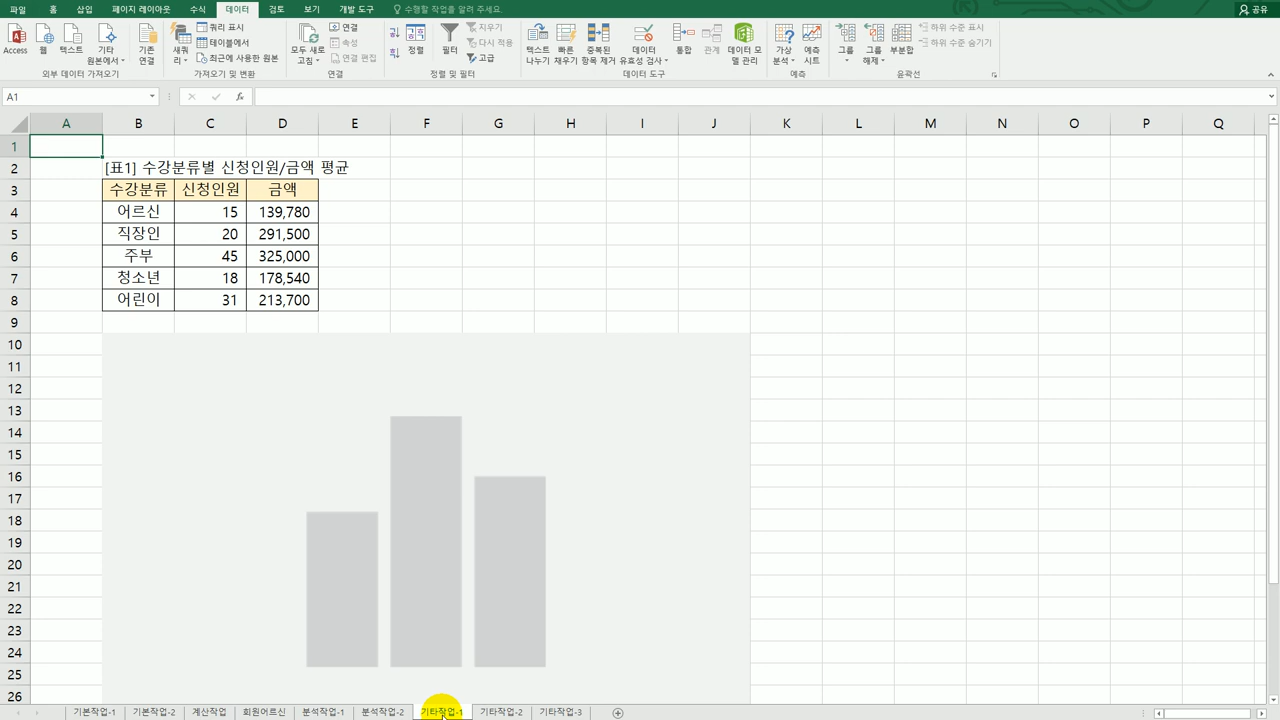 파일 홈 삽입 페이지 레이아웃 수식 데이터 검토 보기 개발 도구 수행할 작업을 알려 주세요. 공유
Access 웹 텍스트 기타 원본에서 기존 연결 새쿼리 쿼리 표시 테이블에서 최근에 사용한 원본 모두 새로 고침 연결 속성 연결 편집 정렬 필터 지우기 다시 적용 고급 텍스트 나누기 빠른 채우기 중복된 항목 제거 데이터 유효성 검사 통합 관계 데이터 모델 관리 가상 분석 예측 시트 그룹 그룹 해제 부분합 하위 수준 표시 하위 수준 숨기기
외부 데이터 가져오기 가져오기 및 변환 연결 정렬 및 필터 데이터 도구 예측 윤곽선
A1 fx
A B C D E F G H I J K L M N O P Q
1
2 [표1] 수강분류별 신청인원/금액 평균
3 수강분류 신청인원 금액
4 어르신 15 139,780
5 직장인 20 291,500
6 주부 45 325,000
7 청소년 18 178,540
8 어린이 31 213,700
9
10
11
12
13
14
15
16
17
18
19
20
21
22
23
24
25
26
기본작업-1 기본작업-2 계산작업 회원어르신 분석작업-1 분석작업-2 기타작업-1 기타작업-2 기타작업-3